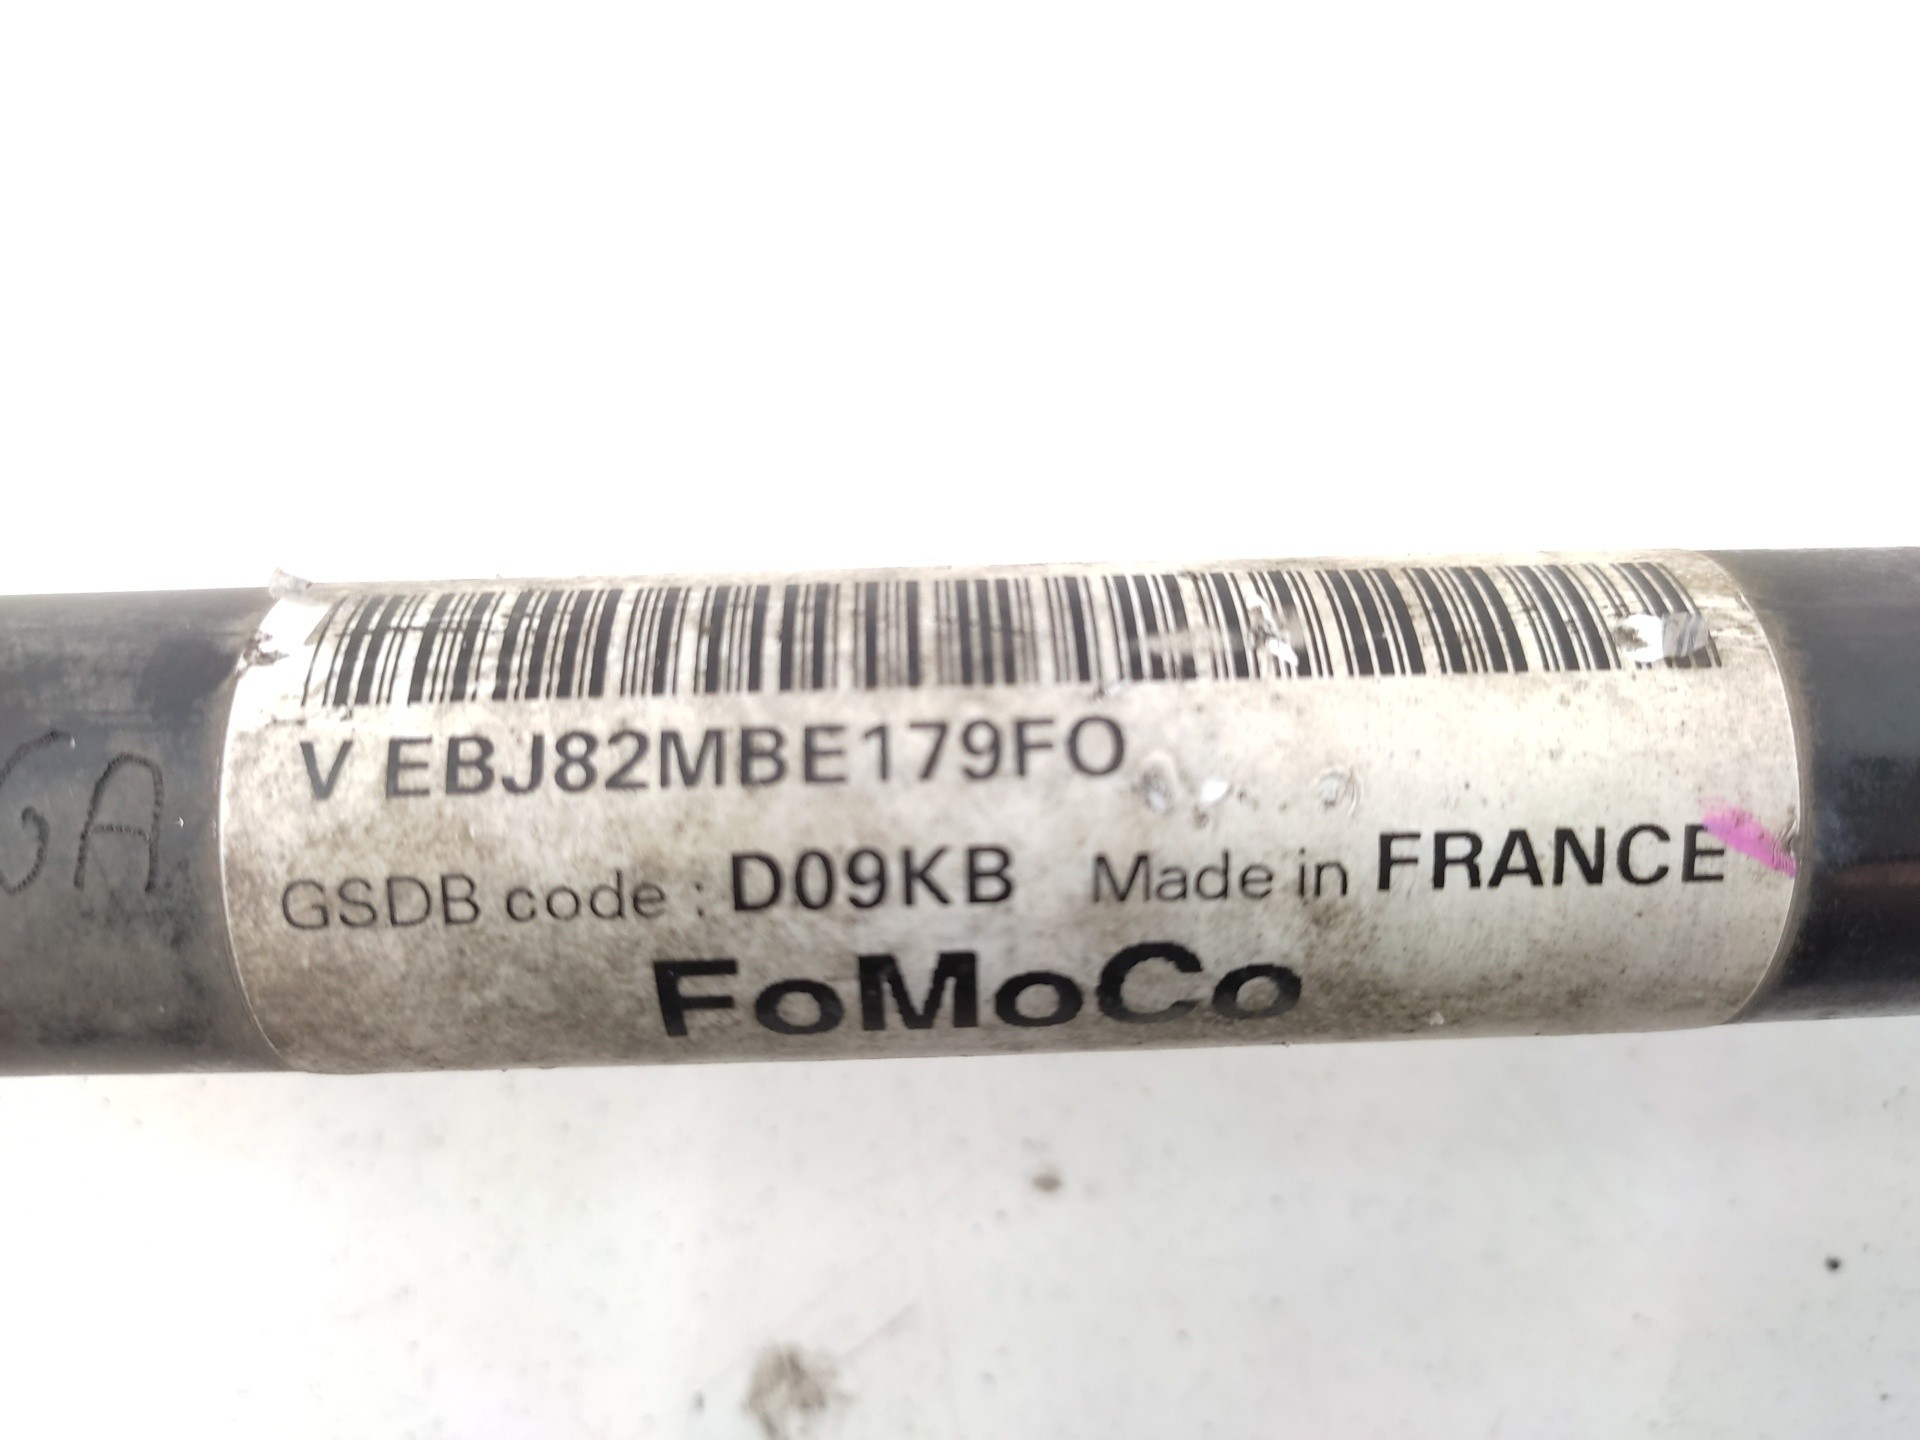 V EBJ82MBE179FO
GSDB code : D09KB Made in FRANCE
FoMoCo